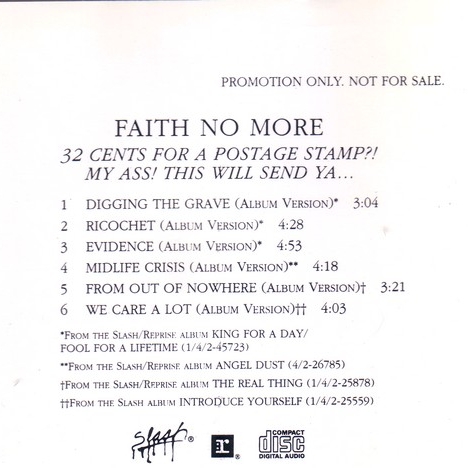 PROMOTION ONLY. NOT FOR SALE.
FAITH NO MORE
32 CENTS FOR A POSTAGE STAMP?!
MY ASS! THIS WILL SEND YA...
1 DIGGING THE GRAVE (ALBUM VERSION)* 3:04
2 RICOCHET (ALBUM VERSION)* 4:28
3 EVIDENCE (ALBUM VERSION)* 4:53
4 MIDLIFE CRISIS (ALBUM VERSION)** 4:18
5 FROM OUT OF NOWHERE (ALBUM VERSION)† 3:21
6 WE CARE A LOT (ALBUM VERSION)†† 4:03
*FROM THE SLASH/REPRISE ALBUM KING FOR A DAY/
FOOL FOR A LIFETIME (1/4/2-45723)
**FROM THE SLASH/REPRISE ALBUM ANGEL DUST (4/2-26785)
†FROM THE SLASH/REPRISE ALBUM THE REAL THING (1/4/2-25878)
††FROM THE SLASH ALBUM INTRODUCE YOURSELF (1/4/2-25559)
Slash® r® COMPACT disc DIGITAL AUDIO